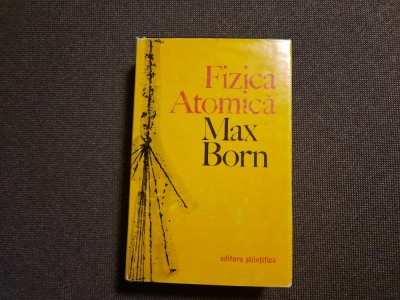 Fizica
Atomică
Max
Born
editura științifică